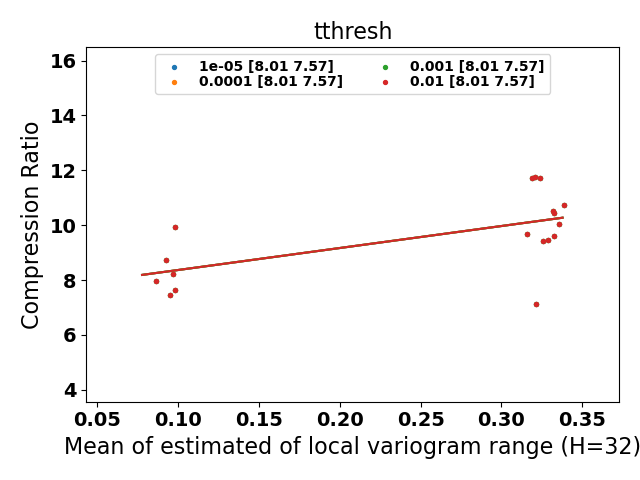 tthresh
1e-05 [8.01 7.57]
0.0001 [8.01 7.57]
0.001 [8.01 7.57]
0.01 [8.01 7.57]
Compression Ratio
16
14
12
10
8
6
4
0.05 0.10 0.15 0.20 0.25 0.30 0.35
Mean of estimated of local variogram range (H=32)